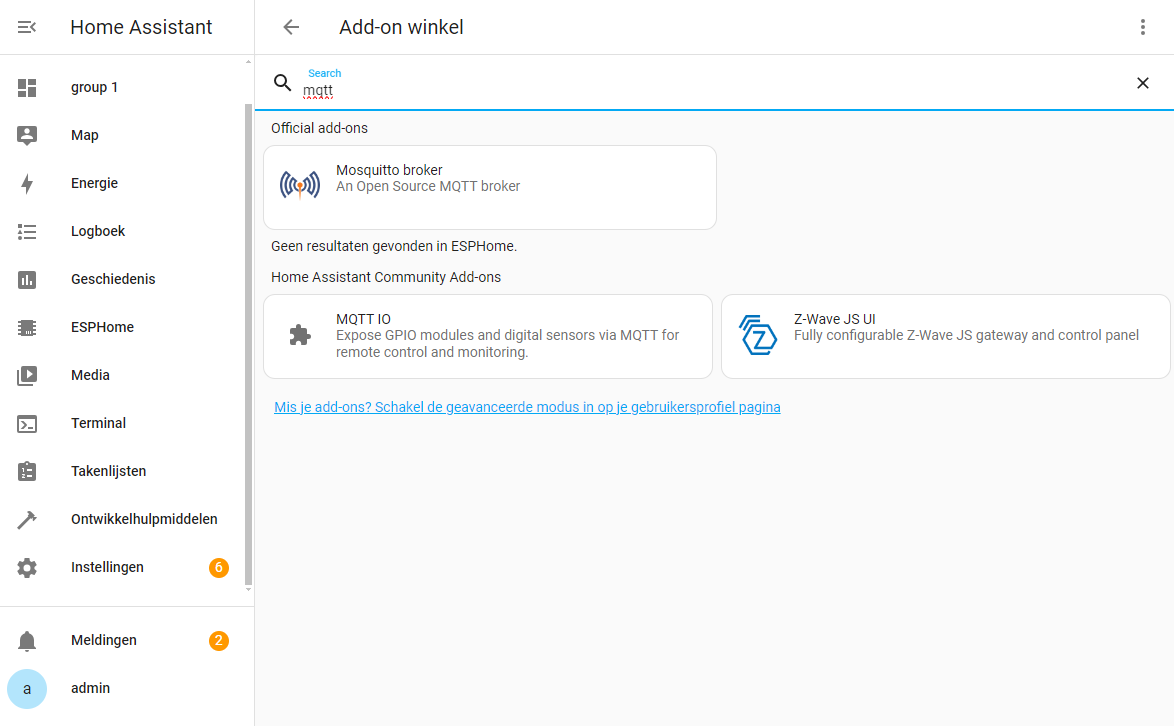 Home Assistant
Add-on winkel
group 1
Map
Energie
Logboek
Geschiedenis
ESPHome
Media
Terminal
Takenlijsten
Ontwikkelhulpmiddelen
Instellingen
6
Meldingen
2
a
admin
Search
mqtt
Official add-ons
Mosquitto broker
An Open Source MQTT broker
Geen resultaten gevonden in ESPHome.
Home Assistant Community Add-ons
MQTT IO
Expose GPIO modules and digital sensors via MQTT for
remote control and monitoring.
Z
Z-Wave JS UI
Fully configurable Z-Wave JS gateway and control panel
Mis je add-ons? Schakel de geavanceerde modus in op je gebruikersprofiel pagina